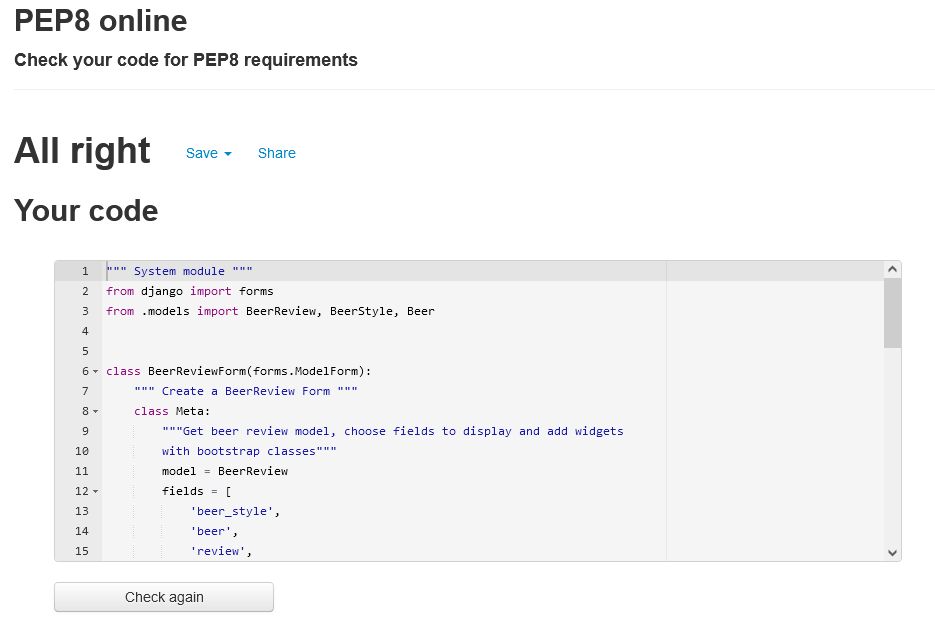 PEP8 online
Check your code for PEP8 requirements
All right Save Share
Your code
1 """ System module """
2 from django import forms
3 from .models import BeerReview, BeerStyle, Beer
4
5
6 class BeerReviewForm(forms.ModelForm):
7     """ Create a BeerReview Form """
8     class Meta:
9         """Get beer review model, choose fields to display and add widgets
10         with bootstrap classes"""
11         model = BeerReview
12         fields = [
13             'beer_style',
14             'beer',
15             'review',
Check again